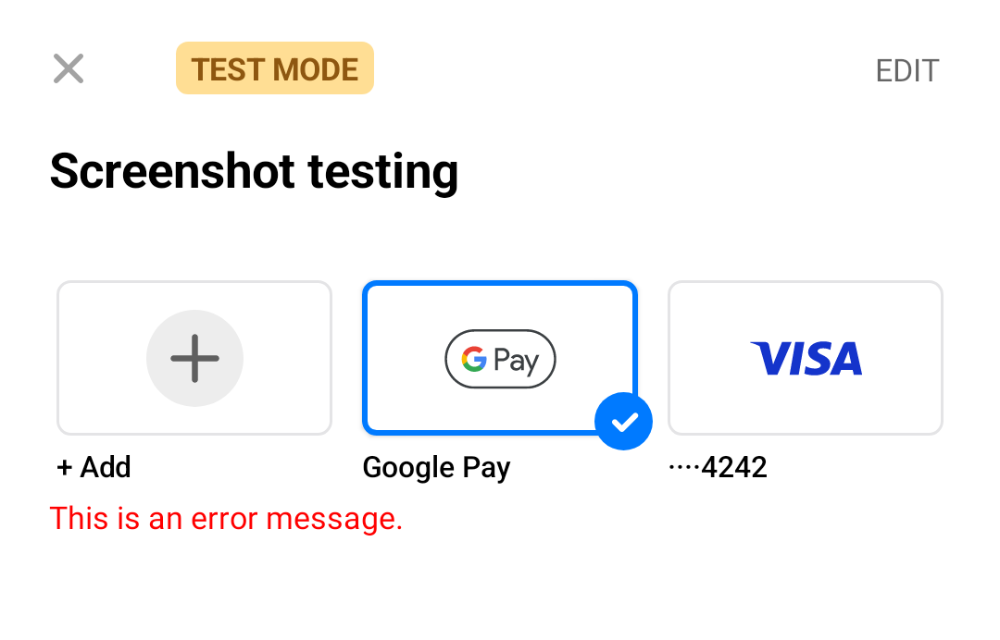 TEST MODE
EDIT
Screenshot testing
G Pay
VISA
+ Add
Google Pay
····4242
This is an error message.